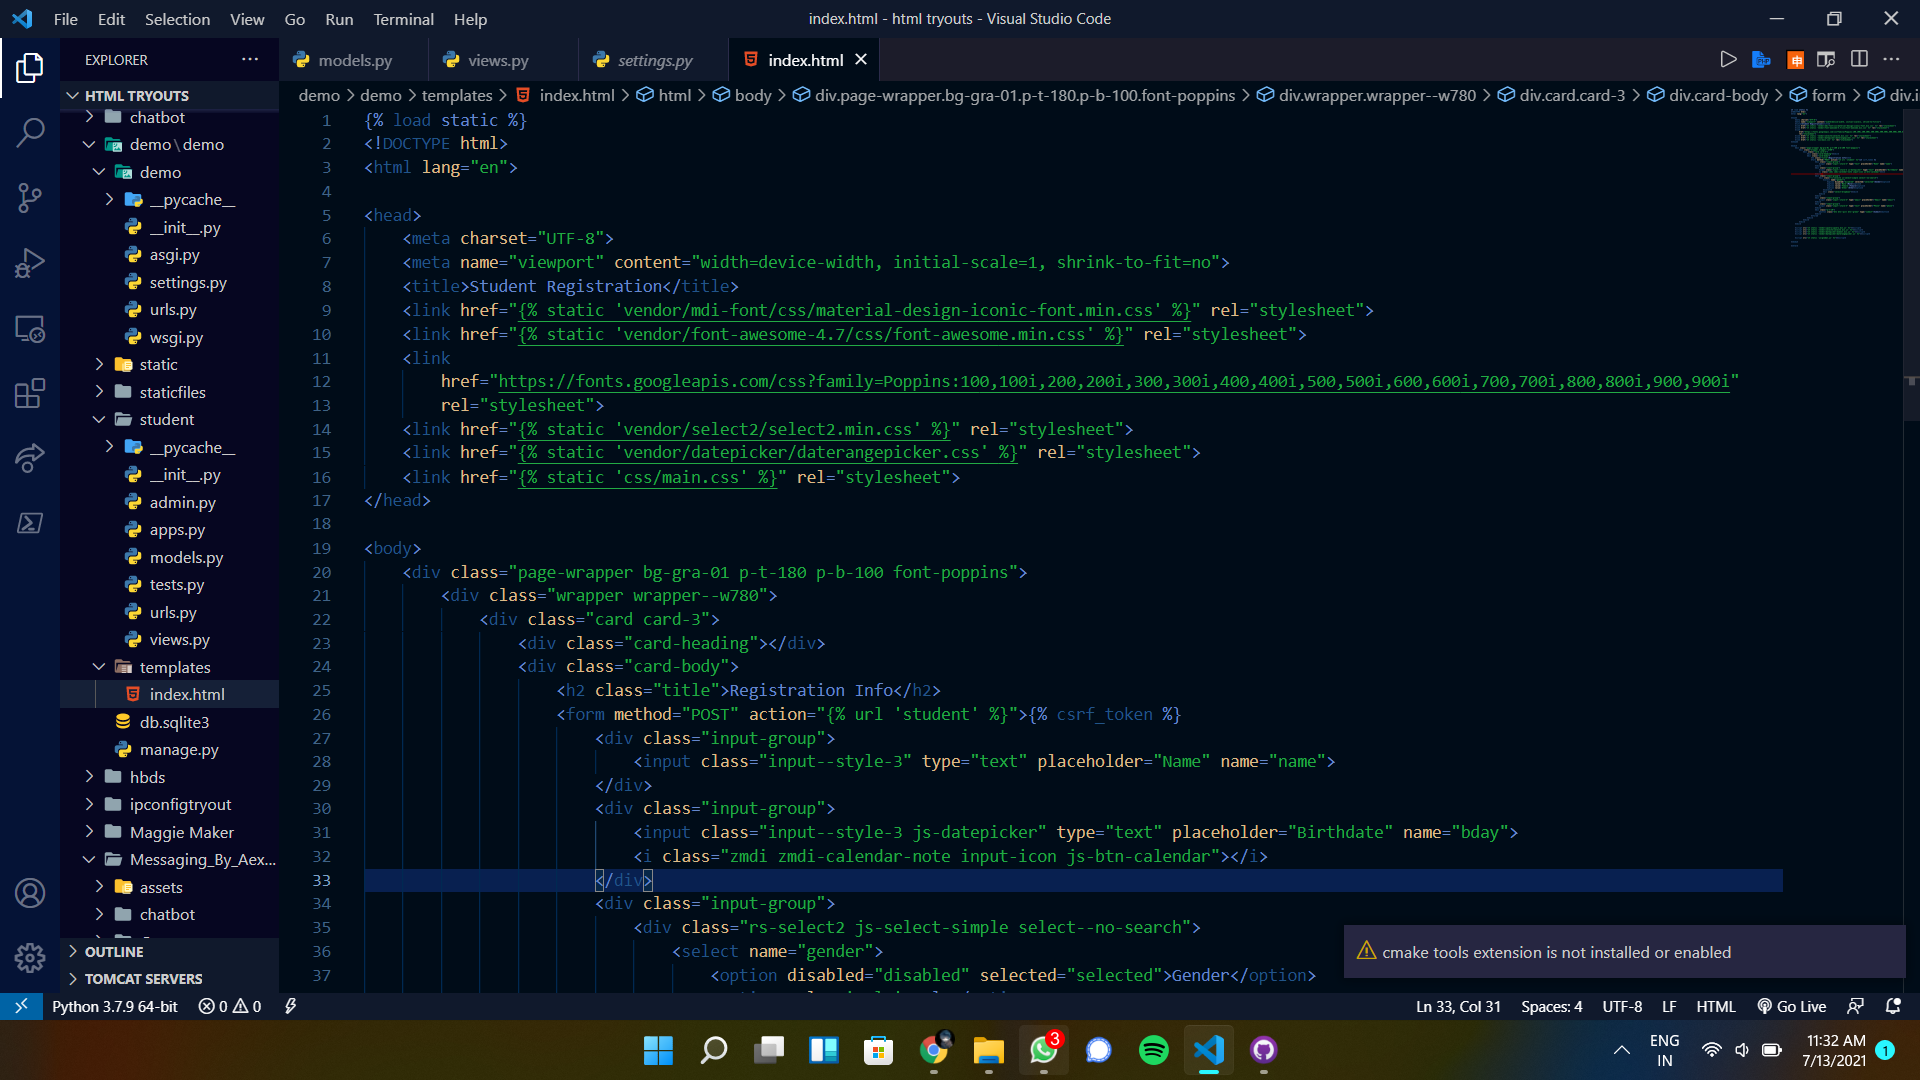 File Edit Selection View Go Run Terminal Help
index.html - html tryouts - Visual Studio Code
EXPLORER
models.py
views.py
settings.py
index.html
HTML TRYOUTS
demo > demo > templates > index.html > html > body > div.page-wrapper.bg-gra-01.p-t-180.p-b-100.font-poppins > div.wrapper.wrapper--w780 > div.card.card-3 > div.card-body > form > div.i
chatbot
demo\demo
demo
__pycache__
__init__.py
asgi.py
settings.py
urls.py
wsgi.py
static
staticfiles
student
__pycache__
__init__.py
admin.py
apps.py
models.py
tests.py
urls.py
views.py
templates
index.html
db.sqlite3
manage.py
hbds
ipconfigtryout
Maggie Maker
Messaging_By_Aex...
assets
chatbot
OUTLINE
TOMCAT SERVERS
1 {% load static %}
2 <!DOCTYPE html>
3 <html lang="en">
4
5 <head>
6 <meta charset="UTF-8">
7 <meta name="viewport" content="width=device-width, initial-scale=1, shrink-to-fit=no">
8 <title>Student Registration</title>
9 <link href="{% static 'vendor/mdi-font/css/material-design-iconic-font.min.css' %}" rel="stylesheet">
10 <link href="{% static 'vendor/font-awesome-4.7/css/font-awesome.min.css' %}" rel="stylesheet">
11 <link
12 href="https://fonts.googleapis.com/css?family=Poppins:100,100i,200,200i,300,300i,400,400i,500,500i,600,600i,700,700i,800,800i,900,900i"
13 rel="stylesheet">
14 <link href="{% static 'vendor/select2/select2.min.css' %}" rel="stylesheet">
15 <link href="{% static 'vendor/datepicker/daterangepicker.css' %}" rel="stylesheet">
16 <link href="{% static 'css/main.css' %}" rel="stylesheet">
17 </head>
18
19 <body>
20 <div class="page-wrapper bg-gra-01 p-t-180 p-b-100 font-poppins">
21 <div class="wrapper wrapper--w780">
22 <div class="card card-3">
23 <div class="card-heading"></div>
24 <div class="card-body">
25 <h2 class="title">Registration Info</h2>
26 <form method="POST" action="{% url 'student' %}">{% csrf_token %}
27 <div class="input-group">
28 <input class="input--style-3" type="text" placeholder="Name" name="name">
29 </div>
30 <div class="input-group">
31 <input class="input--style-3 js-datepicker" type="text" placeholder="Birthdate" name="bday">
32 <i class="zmdi zmdi-calendar-note input-icon js-btn-calendar"></i>
33 </div>
34 <div class="input-group">
35 <div class="rs-select2 js-select-simple select--no-search">
36 <select name="gender">
37 <option disabled="disabled" selected="selected">Gender</option>
cmake tools extension is not installed or enabled
Python 3.7.9 64-bit 0 0
Ln 33, Col 31 Spaces: 4 UTF-8 LF HTML Go Live
3
ENG
IN
11:32 AM
7/13/2021
1